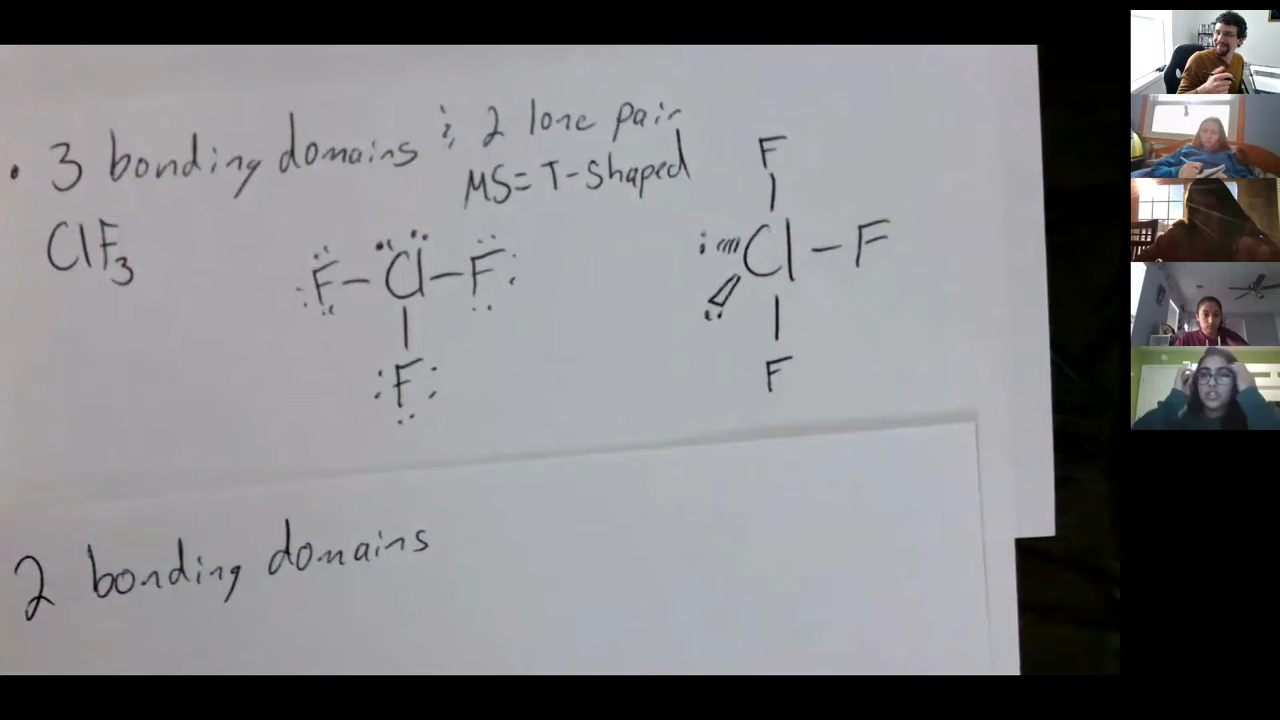 • 3 bonding domains ; 2 lone pair
MS = T-shaped
ClF3
F-Cl-F
F
F
Cl-F
F
2 bonding domains